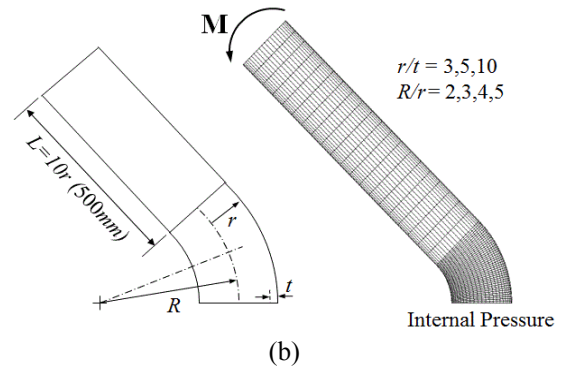 M
r/t = 3,5,10
R/r= 2,3,4,5
L=10r (500mm)
r
t
R
Internal Pressure
(b)